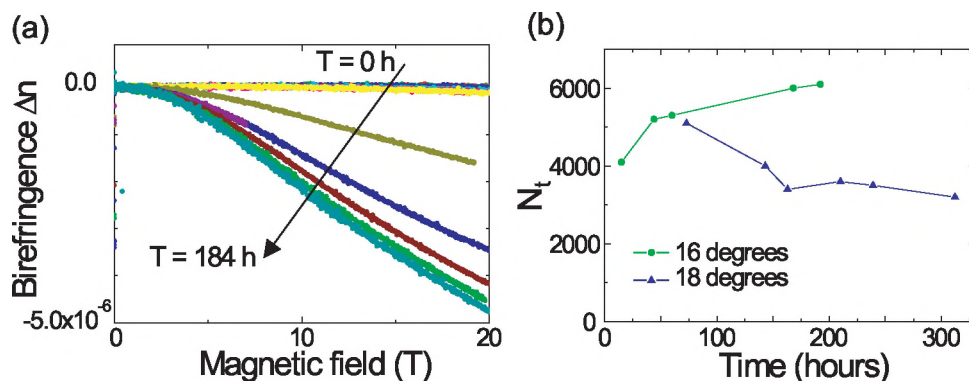 (a)
Birefringence Δn
0.0
-5.0x10⁻⁶
T = 0 h
T = 184 h
0
10
20
Magnetic field (T)
(b)
Nₜ
6000
4000
2000
0
16 degrees
18 degrees
0
100
200
300
Time (hours)